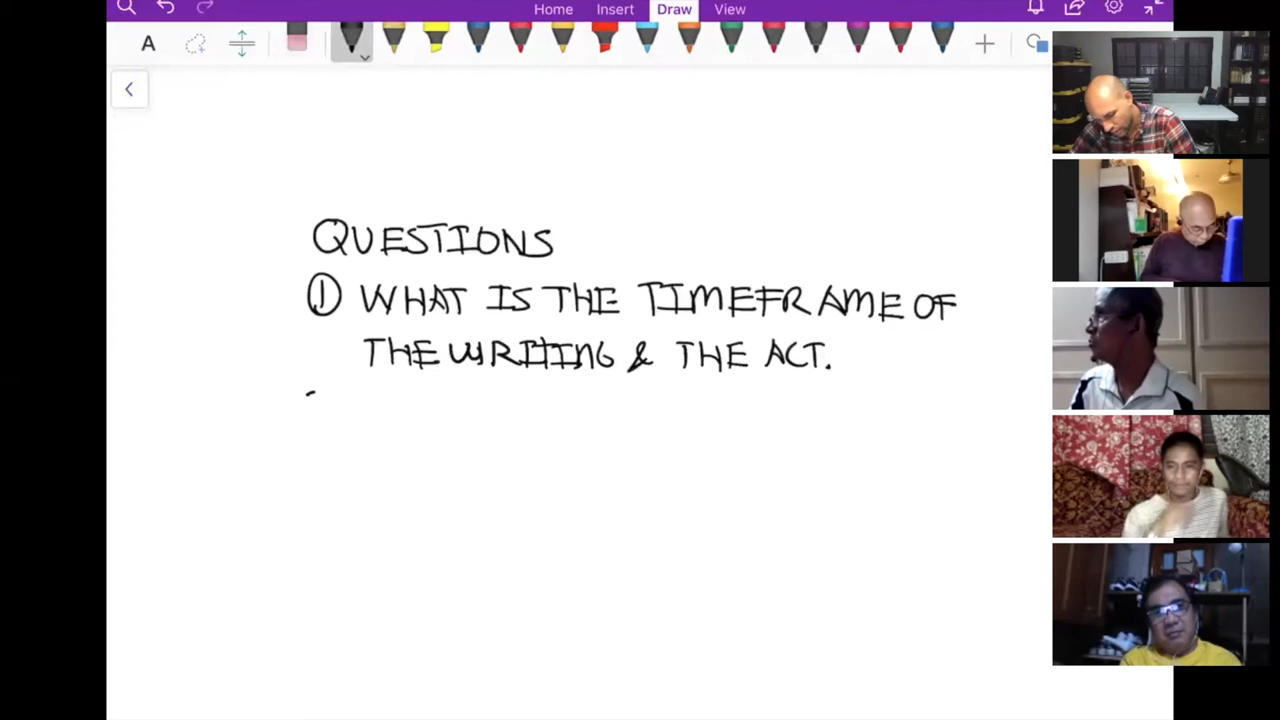 Home Insert Draw View
A
QUESTIONS
① WHAT IS THE TIMEFRAME OF
THE WRITING & THE ACT.